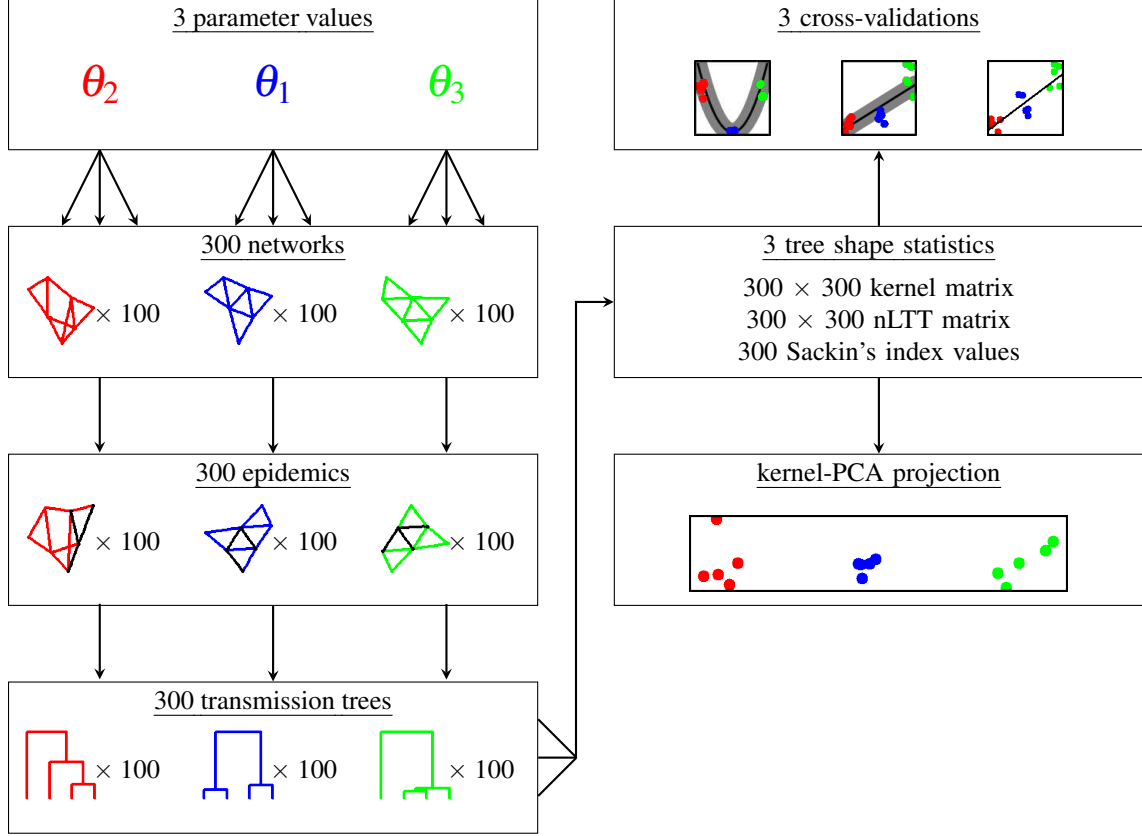 3 parameter values
θ2 θ1 θ3
300 networks
× 100 × 100 × 100
300 epidemics
× 100 × 100 × 100
300 transmission trees
× 100 × 100 × 100
3 cross-validations
3 tree shape statistics
300 × 300 kernel matrix
300 × 300 nLTT matrix
300 Sackin's index values
kernel-PCA projection